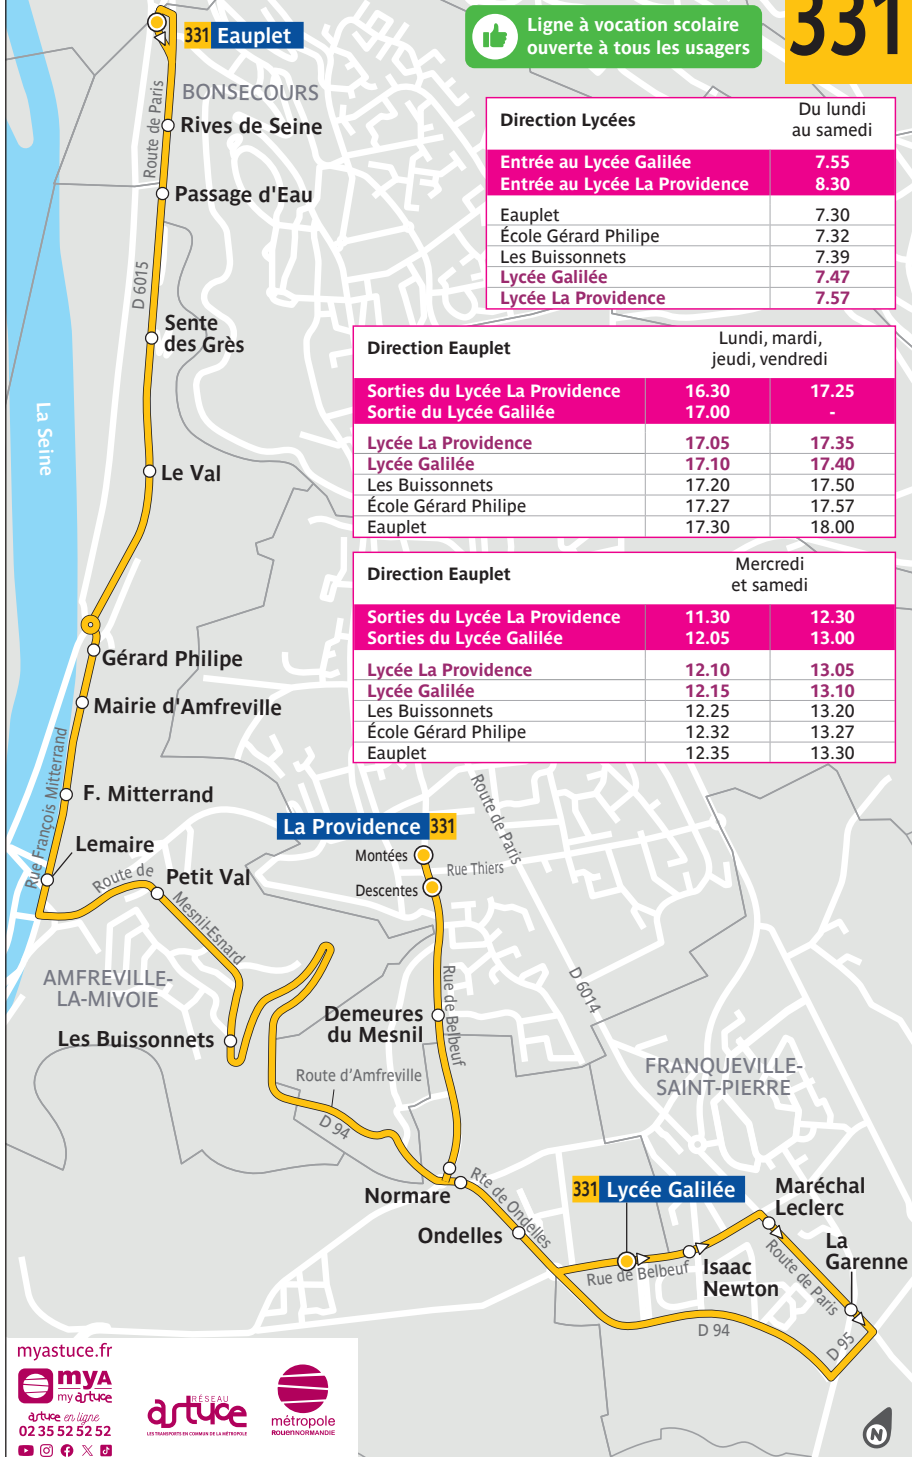 331 Eauplet
Ligne à vocation scolaire
ouverte à tous les usagers
331
BONSECOURS
Route de Paris
Rives de Seine
Passage d'Eau
D 6015
Sente
des Grès
La Seine
Le Val
Gérard Philipe
Mairie d'Amfreville
F. Mitterrand
Rue François Mitterrand
Lemaire
Route de
Mesnil-Esnard
Petit Val
AMFREVILLE-
LA-MIVOIE
Les Buissonnets
Direction Lycées Du lundi
au samedi
Entrée au Lycée Galilée 7.55
Entrée au Lycée La Providence 8.30
Eauplet 7.30
École Gérard Philipe 7.32
Les Buissonnets 7.39
Lycée Galilée 7.47
Lycée La Providence 7.57
Direction Eauplet Lundi, mardi,
jeudi, vendredi
Sorties du Lycée La Providence 16.30 17.25
Sortie du Lycée Galilée 17.00 -
Lycée La Providence 17.05 17.35
Lycée Galilée 17.10 17.40
Les Buissonnets 17.20 17.50
École Gérard Philipe 17.27 17.57
Eauplet 17.30 18.00
Direction Eauplet Mercredi
et samedi
Sorties du Lycée La Providence 11.30 12.30
Sorties du Lycée Galilée 12.05 13.00
Lycée La Providence 12.10 13.05
Lycée Galilée 12.15 13.10
Les Buissonnets 12.25 13.20
École Gérard Philipe 12.32 13.27
Eauplet 12.35 13.30
La Providence 331
Montées
Descentes
Rue Thiers
Route de Paris
Rue de Belbeuf
D 6014
Demeures
du Mesnil
Route d'Amfreville
D 94
FRANQUEVILLE-
SAINT-PIERRE
Normare
Rte de Ondelles
Ondelles
331 Lycée Galilée
Rue de Belbeuf
Isaac
Newton
Maréchal
Leclerc
Route de Paris
La
Garenne
D 94
D 95
myastuce.fr
myA
my astuce
astuce en ligne
02 35 52 52 52
RÉSEAU
astuce
LES TRANSPORTS EN COMMUN DE LA MÉTROPOLE
métropole
ROUENNORMANDIE
N